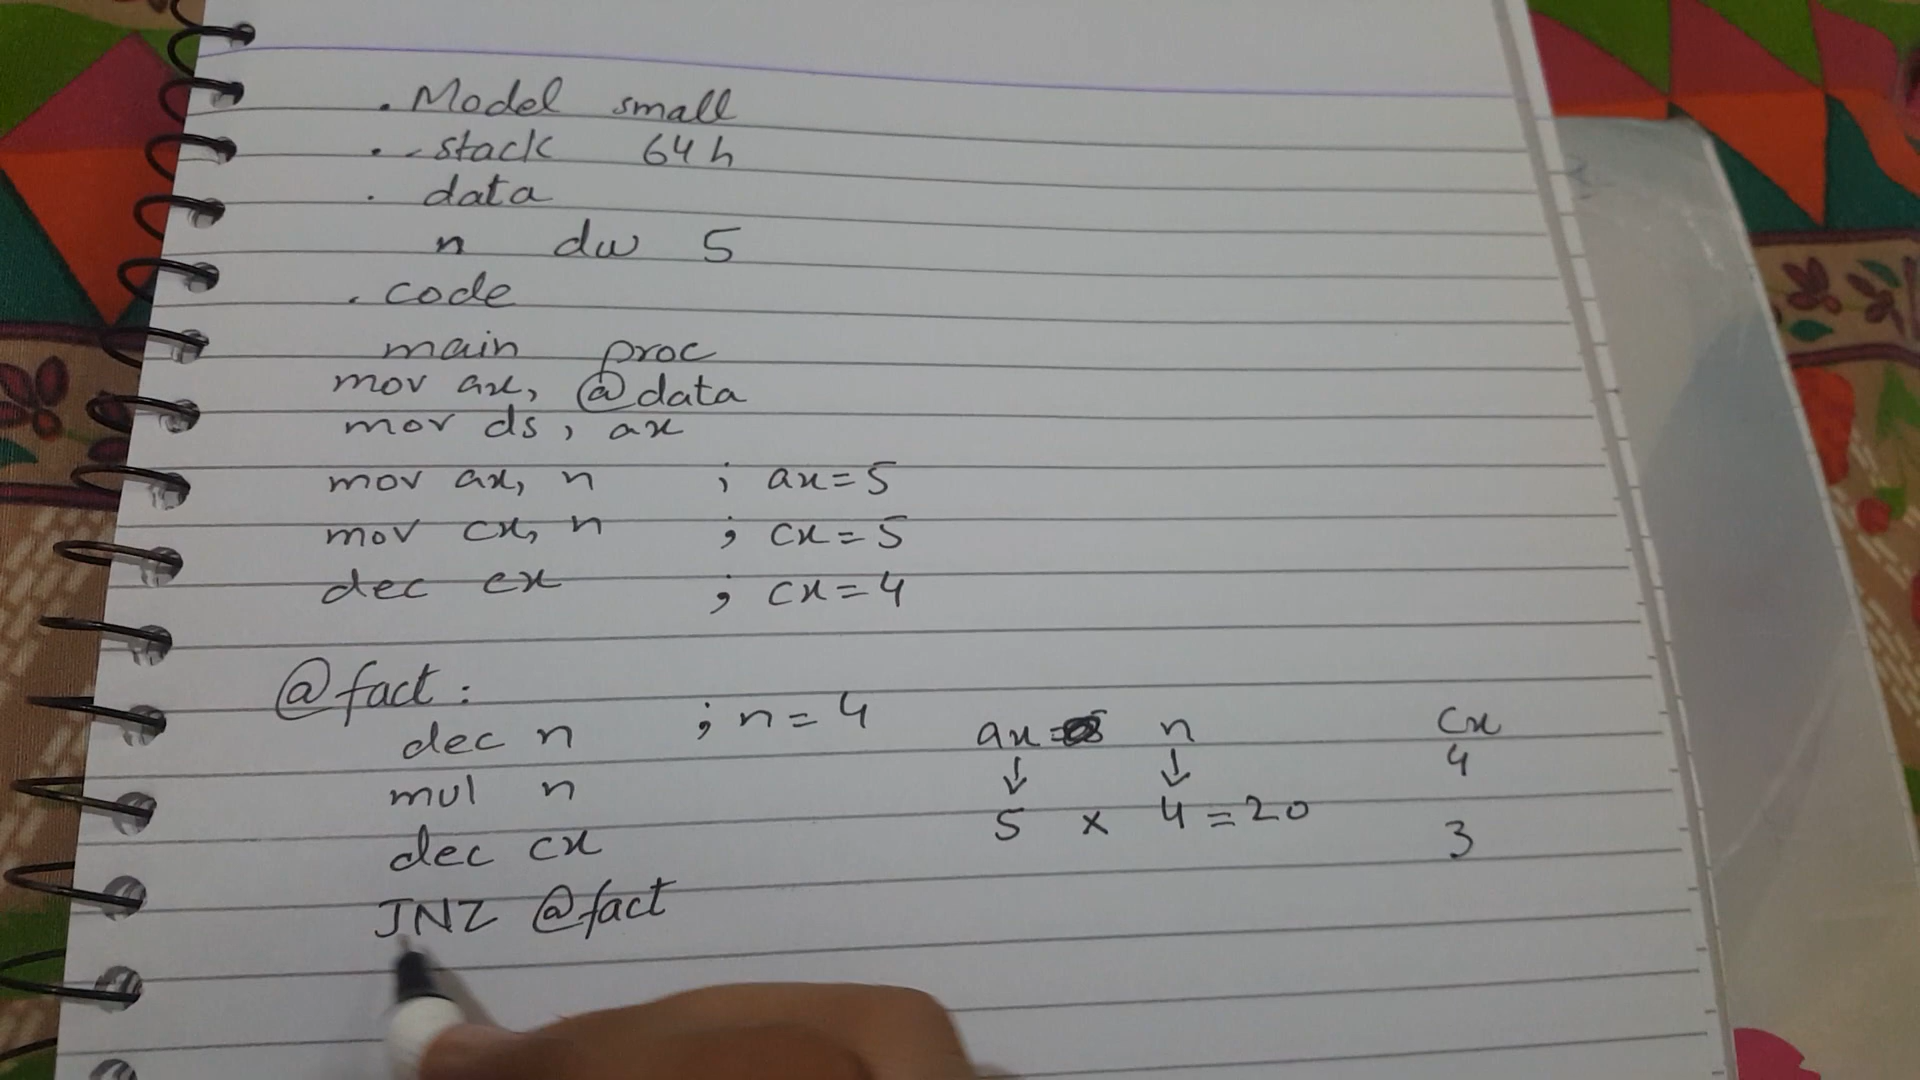 . Model small
. stack 64h
. data
n dw 5
. code
main proc
mov ax, @data
mov ds, ax
mov ax, n ; ax=5
mov cx, n ; cx=5
dec cx ; cx=4
@fact:
dec n ; n=4 ax= n cx
mul n ↓ ↓ 4
5 x 4 = 20
dec cx 3
JNZ @fact